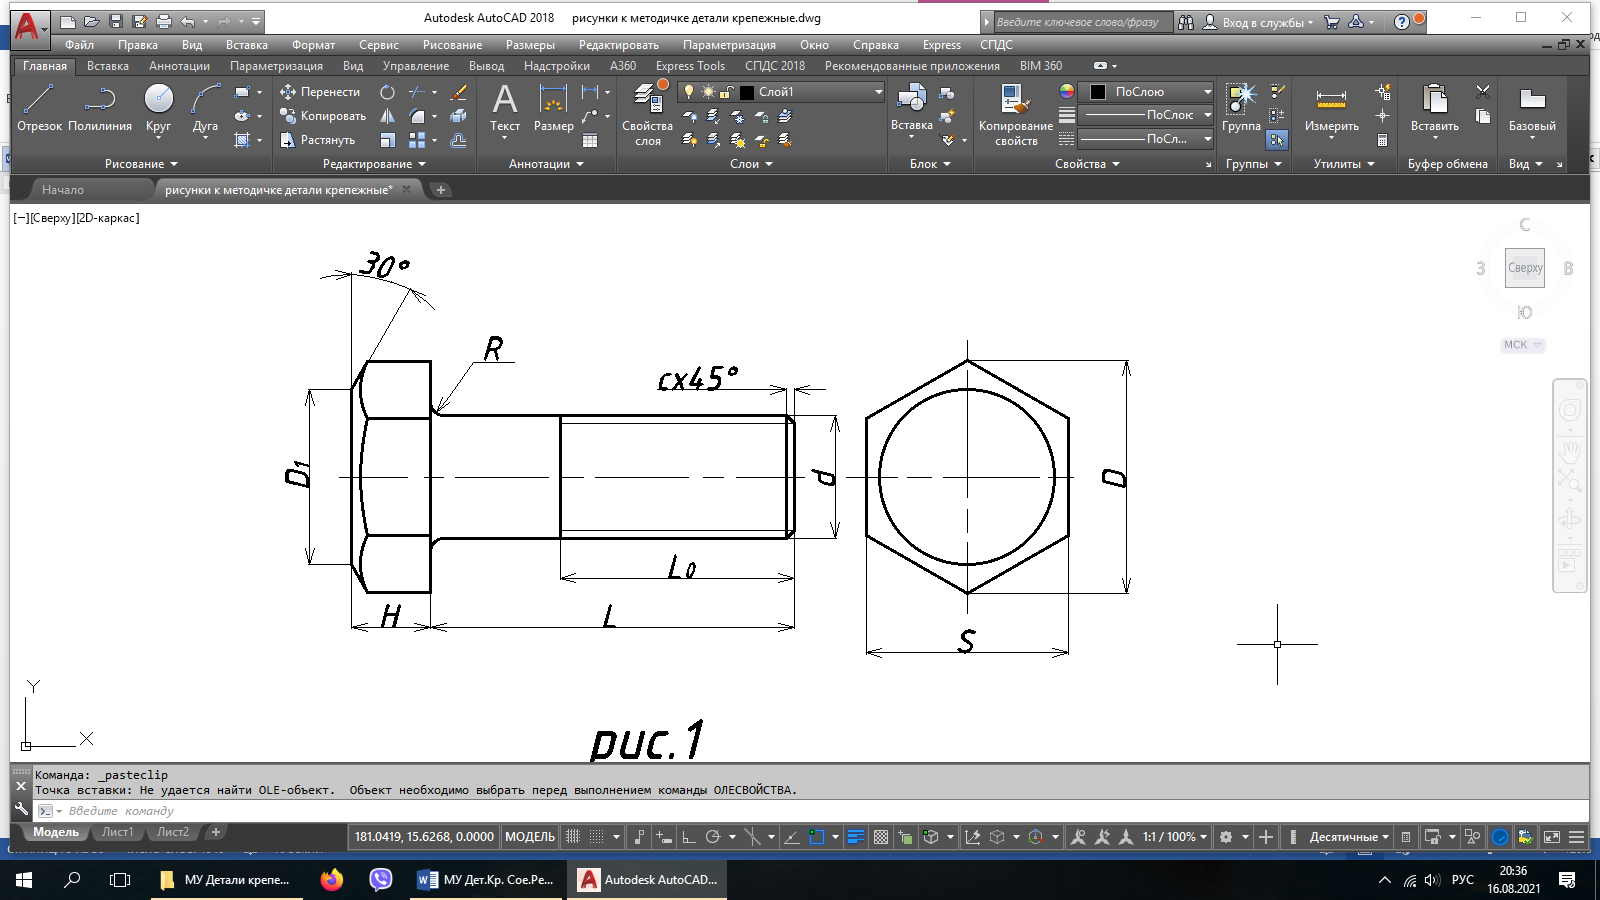 Autodesk AutoCAD 2018 рисунки к методичке детали крепежные.dwg
Введите ключевое слово/фразу
Вход в службы
Файл Правка Вид Вставка Формат Сервис Рисование Размеры Редактировать Параметризация Окно Справка Express СПДС
Главная Вставка Аннотации Параметризация Вид Управление Вывод Надстройки A360 Express Tools СПДС 2018 Рекомендованные приложения BIM 360
Отрезок Полилиния Круг Дуга
Рисование
Перенести
Копировать
Растянуть
Редактирование
Текст Размер
Аннотации
Свойства слоя
Слой1
Слои
Вставка
Блок
Копирование свойств
ПоСлою
ПоСлою
ПоСл...
Свойства
Группа
Группы
Измерить
Утилиты
Вставить
Буфер обмена
Базовый
Вид
Начало
рисунки к методичке детали крепежные*
[−][Сверху][2D-каркас]
С
З
Сверху
В
Ю
МСК
30°
R
cx45°
D1
d
D
L0
H
L
S
Y
X
рис.1
Команда: _pasteclip
Точка вставки: Не удается найти OLE-объект. Объект необходимо выбрать перед выполнением команды ОЛЕСВОЙСТВА.
Введите команду
Модель Лист1 Лист2
181.0419, 15.6268, 0.0000 МОДЕЛЬ
1:1 / 100%
Десятичные
МУ Детали крепе...
МУ Дет.Кр. Сое.Ре...
Autodesk AutoCAD...
РУС
20:36
16.08.2021